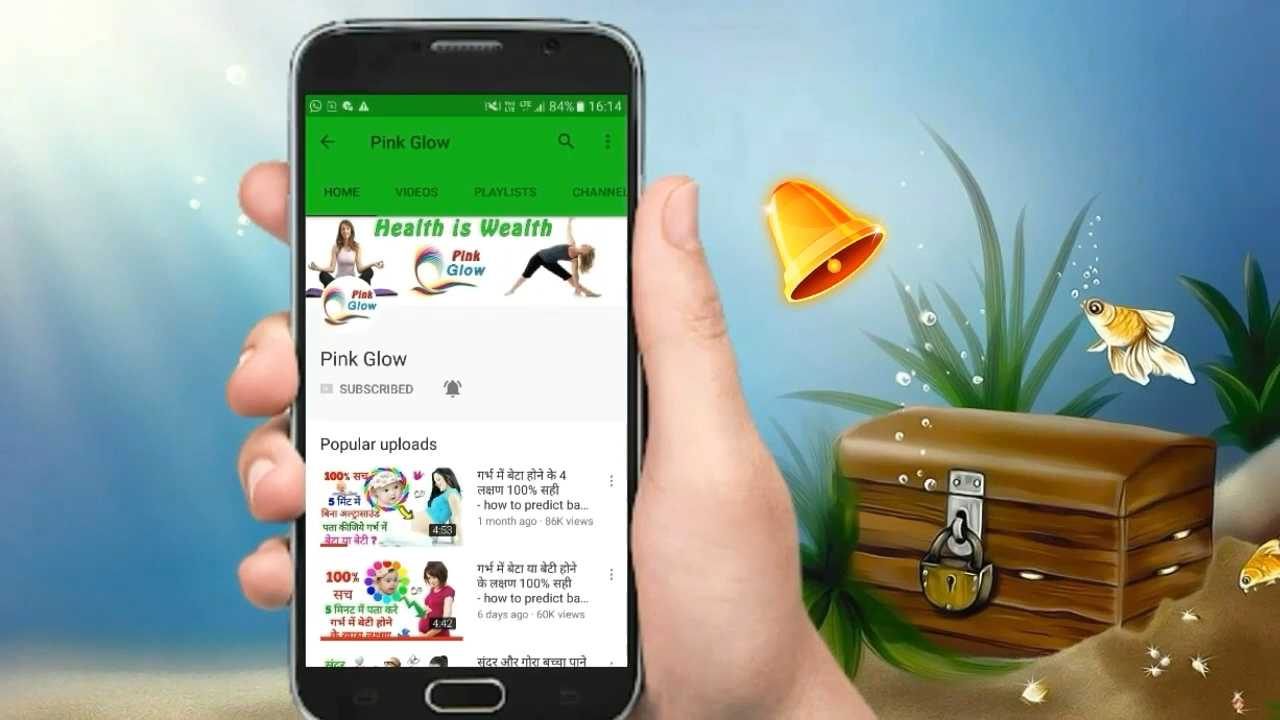 84% 16:14
Pink Glow
HOME VIDEOS PLAYLISTS CHANNEL
Health is Wealth
Pink
Glow
Pink
Glow
Pink Glow
SUBSCRIBED
Popular uploads
100% सच
5 मिंट में
बिना अल्ट्रासाउंड
पता कीजिये गर्भ में
बेटा या बेटी ?
4:53
गर्भ में बेटा होने के 4
लक्षण 100% सही
- how to predict ba...
1 month ago · 86K views
100%
सच
5 मिनट में पता करे
गर्भ में बेटी होने
के खास लक्षण
4:42
गर्भ में बेटा या बेटी होने
के लक्षण 100% सही
- how to predict ba...
6 days ago · 60K views
सुंदर
सुंदर और गोरा बच्चा पाने